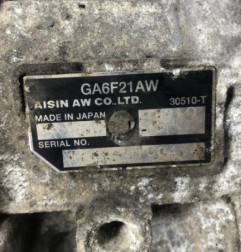 GA6F21AW
AISIN AW CO.,LTD. 30510-T
MADE IN JAPAN
SERIAL NO.